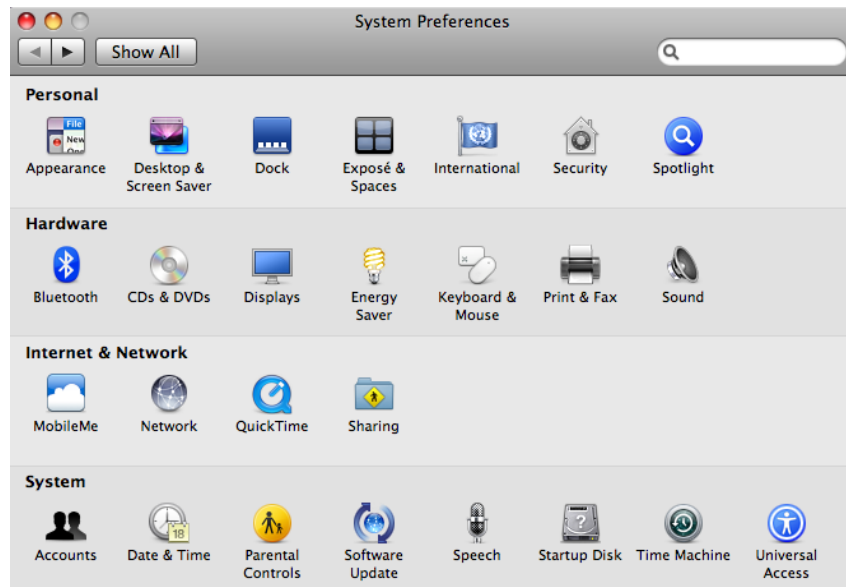 System Preferences
Show All
Personal
Appearance
Desktop &
Screen Saver
Dock
Exposé &
Spaces
International
Security
Spotlight
Hardware
Bluetooth
CDs & DVDs
Displays
Energy
Saver
Keyboard &
Mouse
Print & Fax
Sound
Internet & Network
MobileMe
Network
QuickTime
Sharing
System
Accounts
Date & Time
Parental
Controls
Software
Update
Speech
Startup Disk
Time Machine
Universal
Access
File
New
18
?